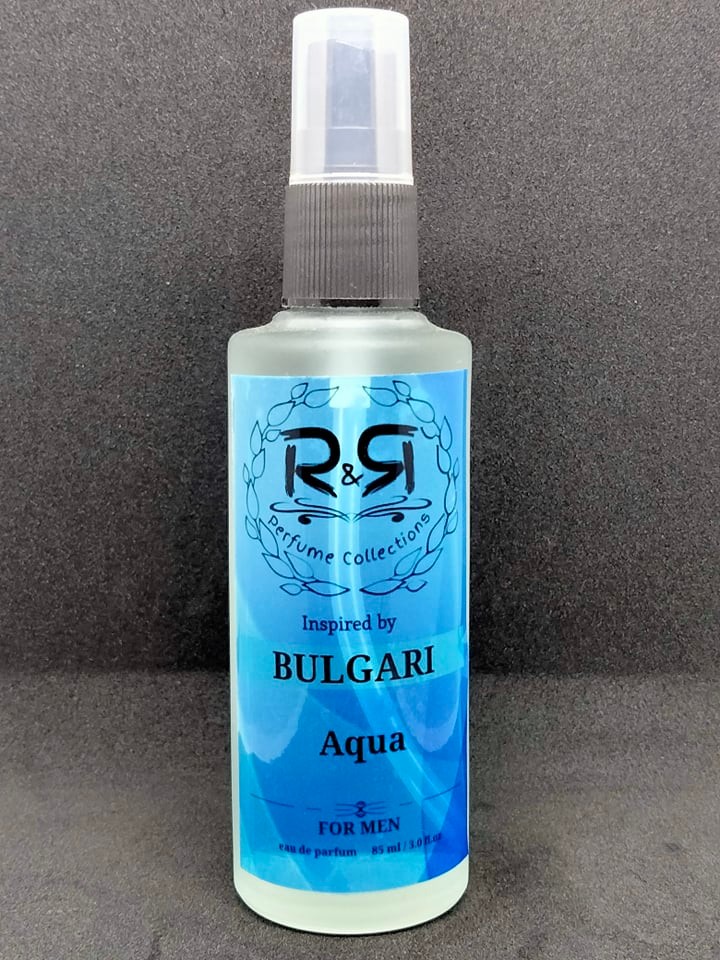 R&R
Perfume Collections
Inspired by
BULGARI
Aqua
FOR MEN
eau de parfum 85 ml / 3.0 fl.oz